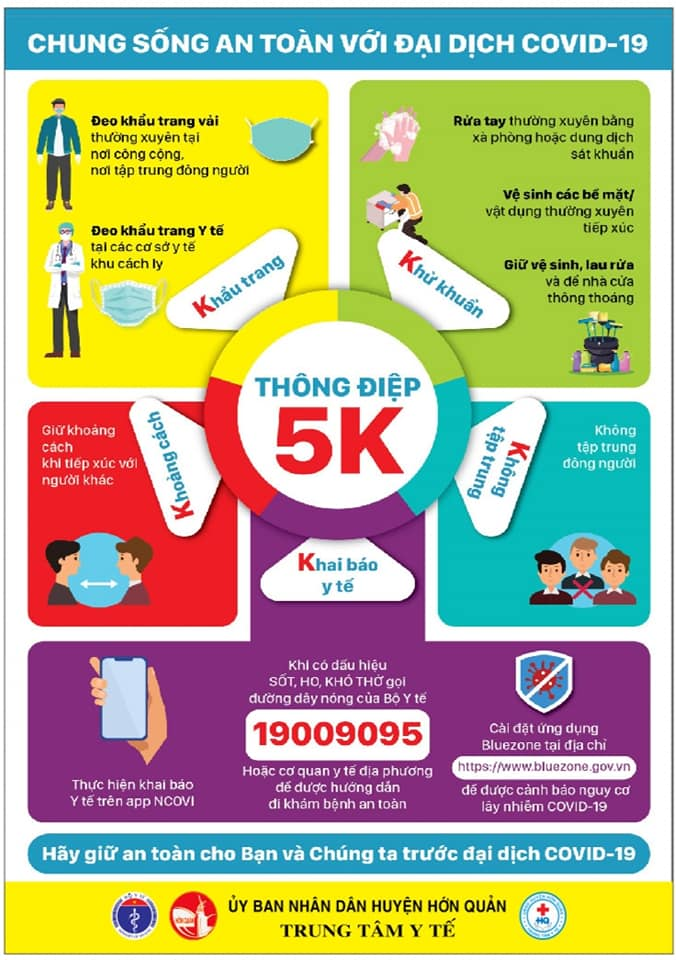 CHUNG SỐNG AN TOÀN VỚI ĐẠI DỊCH COVID-19
Đeo khẩu trang vải
thường xuyên tại
nơi công cộng,
nơi tập trung đông người
Đeo khẩu trang Y tế
tại các cơ sở y tế
khu cách ly
Khẩu trang
Rửa tay thường xuyên bằng
xà phòng hoặc dung dịch
sát khuẩn
Vệ sinh các bề mặt/
vật dụng thường xuyên
tiếp xúc
Giữ vệ sinh, lau rửa
và để nhà cửa
thông thoáng
Khử khuẩn
THÔNG ĐIỆP
5K
Giữ khoảng
cách
khi tiếp xúc với
người khác
Khoảng cách
Không
tập trung
Không
tập trung
đông người
Khai báo
y tế
Thực hiện khai báo
Y tế trên app NCOVI
Khi có dấu hiệu
SỐT, HO, KHÓ THỞ gọi
đường dây nóng của Bộ Y tế
19009095
Hoặc cơ quan y tế địa phương
để được hướng dẫn
đi khám bệnh an toàn
Cài đặt ứng dụng
Bluezone tại địa chỉ
https://www.bluezone.gov.vn
để được cảnh báo nguy cơ
lây nhiễm COVID-19
Hãy giữ an toàn cho Bạn và Chúng ta trước đại dịch COVID-19
ỦY BAN NHÂN DÂN HUYỆN HỚN QUẢN
TRUNG TÂM Y TẾ
BỘ Y TẾ
HỚN QUẢN
HQ